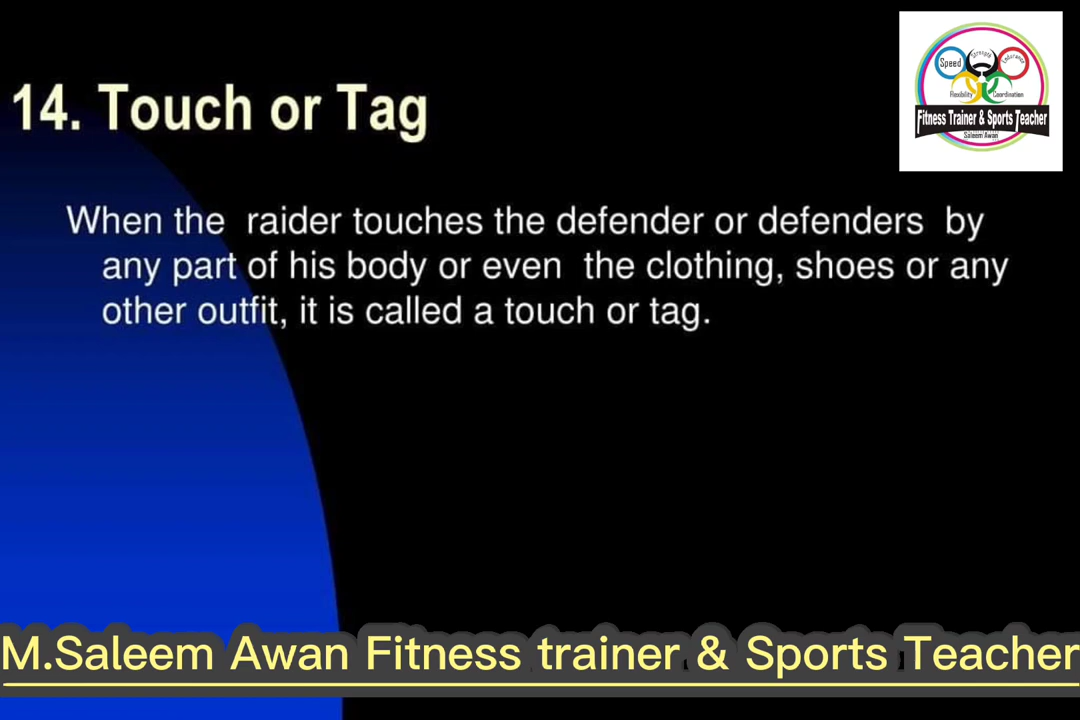 14. Touch or Tag
Speed
Strength
Endurance
Flexibility
Coordination
Fitness Trainer & Sports Teacher
Saleem Awan
When the raider touches the defender or defenders by
any part of his body or even the clothing, shoes or any
other outfit, it is called a touch or tag.
M.Saleem Awan Fitness trainer & Sports Teacher